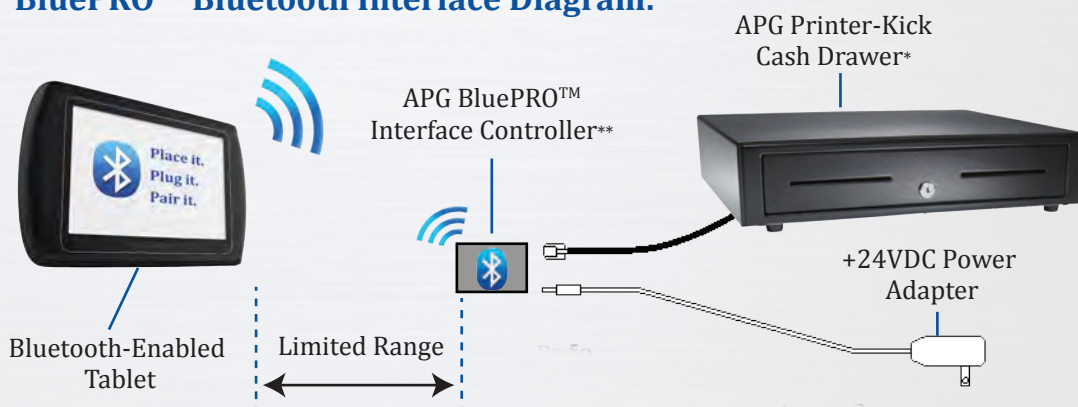 BluePRO™ Bluetooth Interface Diagram:
APG Printer-Kick
Cash Drawer*
APG BluePRO™
Interface Controller**
Place it.
Plug it.
Pair it.
+24VDC Power
Adapter
Bluetooth-Enabled
Tablet
Limited Range